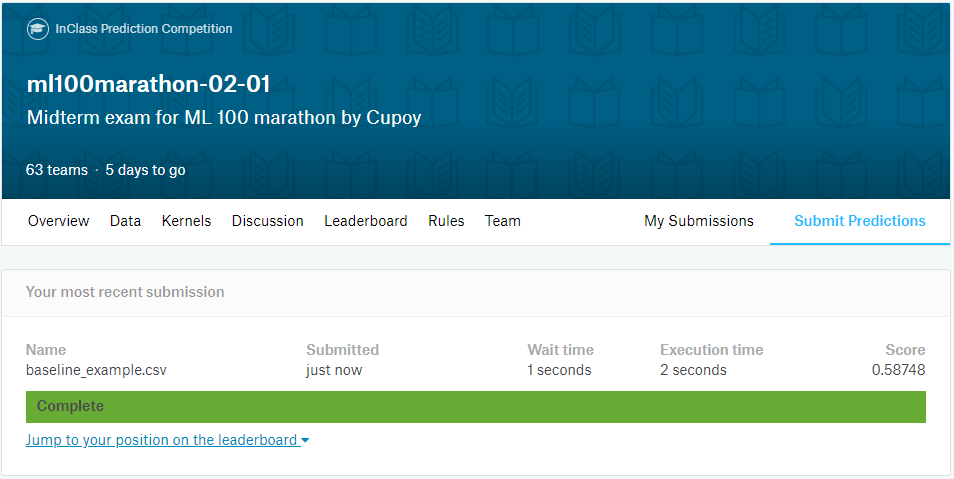 InClass Prediction Competition
ml100marathon-02-01
Midterm exam for ML 100 marathon by Cupoy
63 teams · 5 days to go
Overview Data Kernels Discussion Leaderboard Rules Team My Submissions Submit Predictions
Your most recent submission
Name Submitted Wait time Execution time Score
baseline_example.csv just now 1 seconds 2 seconds 0.58748
Complete
Jump to your position on the leaderboard